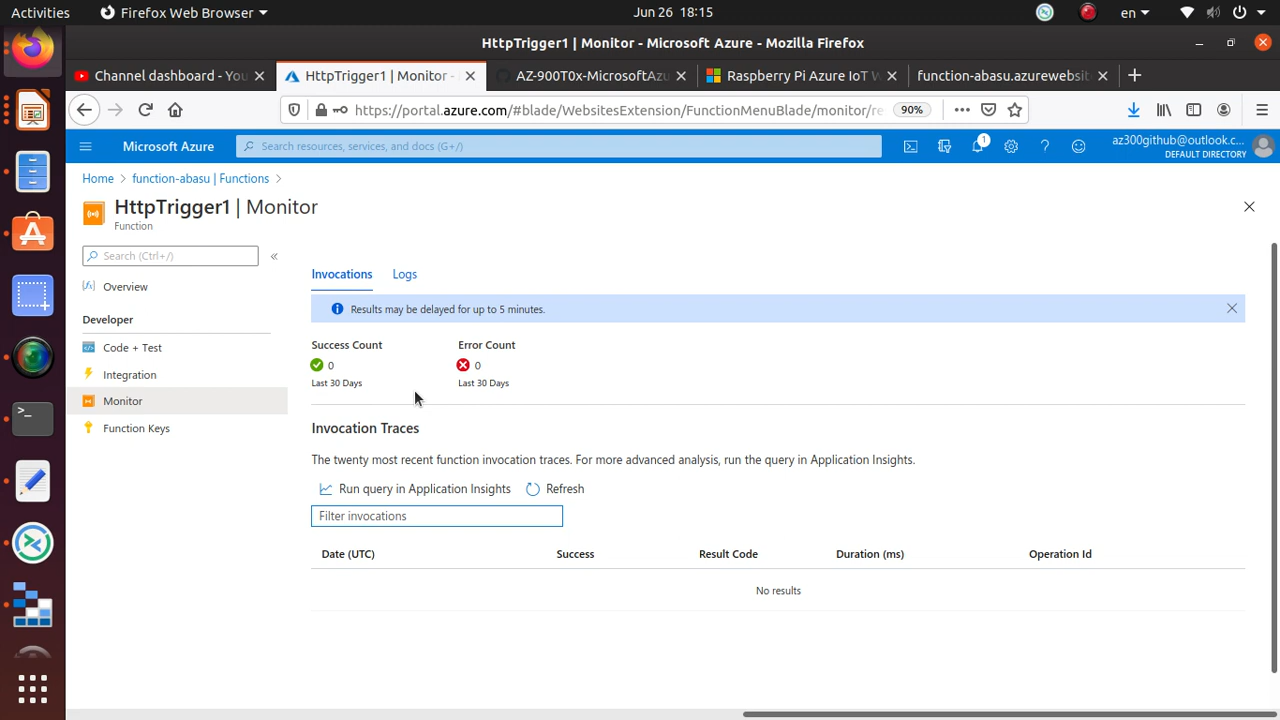 Activities
Firefox Web Browser
Jun 26 18:15
en
HttpTrigger1 | Monitor - Microsoft Azure - Mozilla Firefox
Channel dashboard - You
HttpTrigger1 | Monitor -
AZ-900T0x-MicrosoftAzu
Raspberry Pi Azure IoT W
function-abasu.azurewebsit
https://portal.azure.com/#blade/WebsitesExtension/FunctionMenuBlade/monitor/re
90%
Microsoft Azure
Search resources, services, and docs (G+/)
1
az300github@outlook.c...
DEFAULT DIRECTORY
Home > function-abasu | Functions >
HttpTrigger1 | Monitor
Function
Search (Ctrl+/)
«
Overview
Developer
Code + Test
Integration
Monitor
Function Keys
Invocations
Logs
Results may be delayed for up to 5 minutes.
Success Count
Error Count
0
0
Last 30 Days
Last 30 Days
Invocation Traces
The twenty most recent function invocation traces. For more advanced analysis, run the query in Application Insights.
Run query in Application Insights
Refresh
Filter invocations
Date (UTC)
Success
Result Code
Duration (ms)
Operation Id
No results